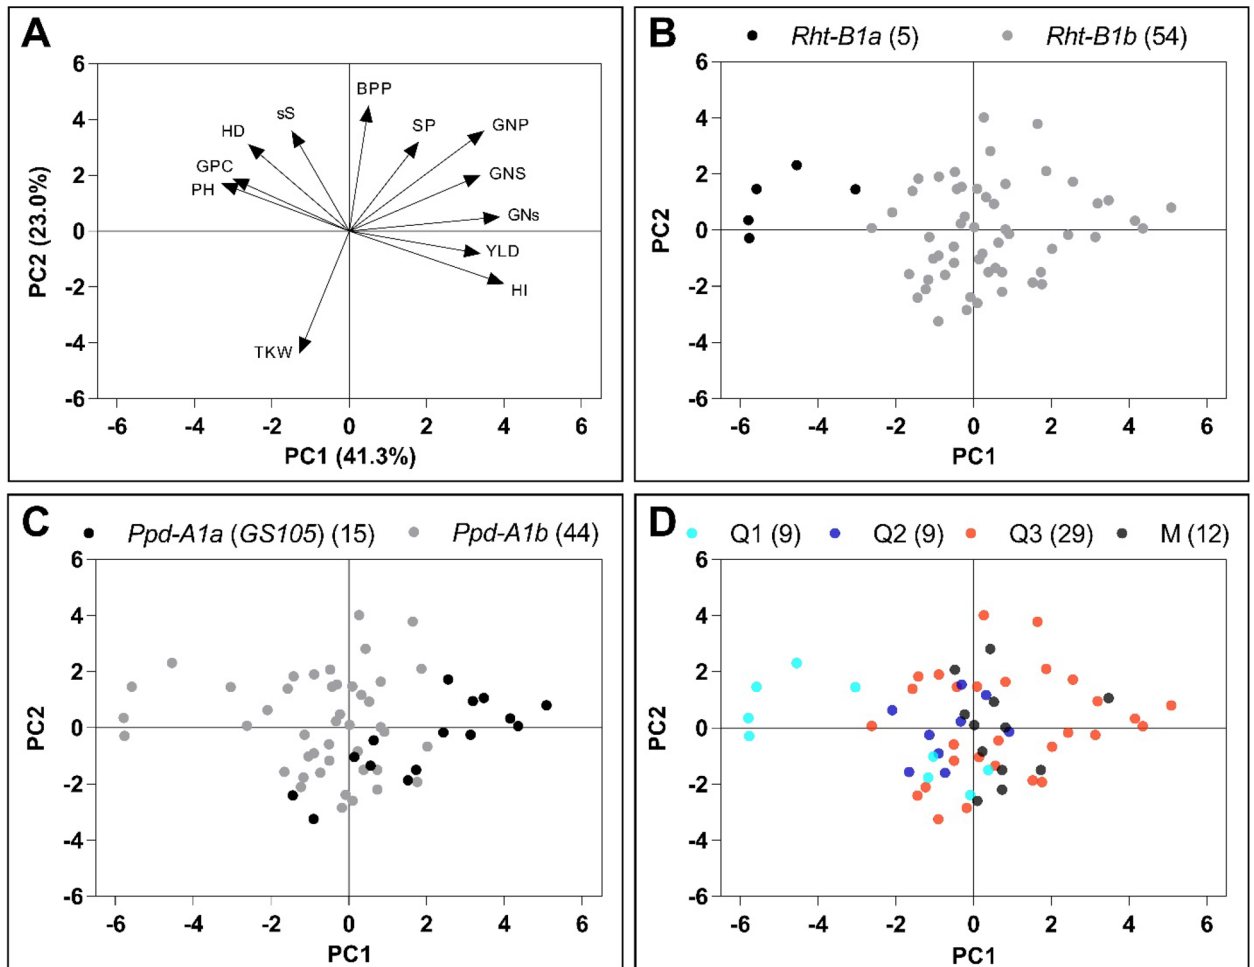 A
6
4
2
0
-2
-4
-6
PC2 (23.0%)
BPP
sS
SP
GNP
HD
GPC
PH
GNS
GNs
YLD
HI
TKW
-6 -4 -2 0 2 4 6
PC1 (41.3%)
B
Rht-B1a (5) Rht-B1b (54)
6
4
2
0
-2
-4
-6
PC2
-6 -4 -2 0 2 4 6
PC1
C
Ppd-A1a (GS105) (15) Ppd-A1b (44)
6
4
2
0
-2
-4
-6
PC2
-6 -4 -2 0 2 4 6
PC1
D
Q1 (9) Q2 (9) Q3 (29) M (12)
6
4
2
0
-2
-4
-6
PC2
-6 -4 -2 0 2 4 6
PC1